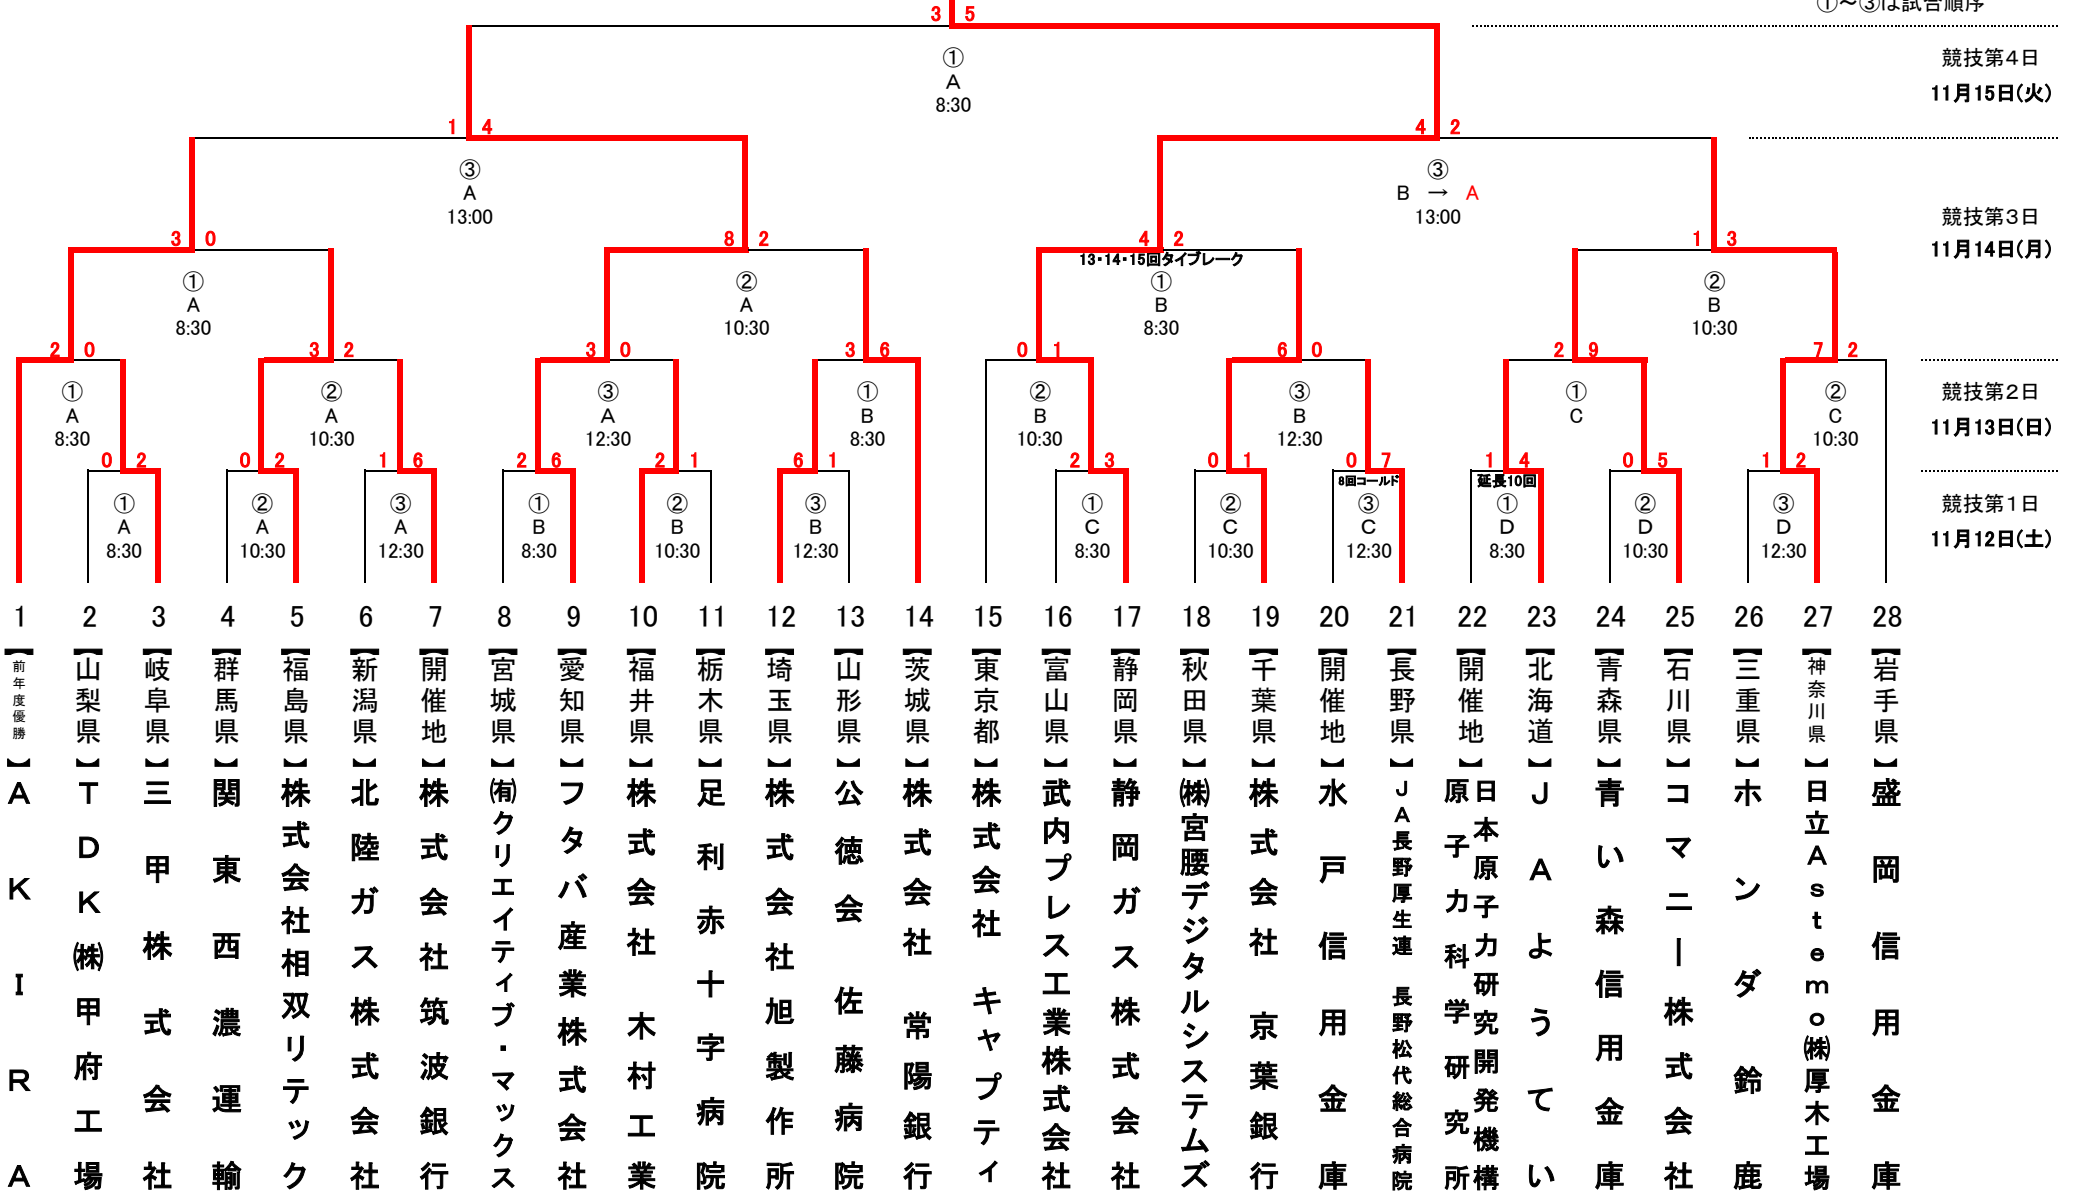 ①～③は試合順序
3 5
①
A
8:30
競技第4日
11月15日(火)
1 4
4 2
③
A
13:00
③
B → A
13:00
競技第3日
11月14日(月)
3 0
8 2
4 2
1 3
13・14・15回タイブレーク
①
A
8:30
②
A
10:30
①
B
8:30
②
B
10:30
2 0
3 2
3 0
3 6
0 1
6 0
2 9
7 2
①
A
8:30
②
A
10:30
③
A
12:30
①
B
8:30
②
B
10:30
③
B
12:30
①
C
②
C
10:30
競技第2日
11月13日(日)
0 2
0 2
1 6
2 6
2 1
6 1
2 3
0 1
0 7
1 4
0 5
1 2
8回コールド
延長10回
①
A
8:30
②
A
10:30
③
A
12:30
①
B
8:30
②
B
10:30
③
B
12:30
①
C
8:30
②
C
10:30
③
C
12:30
①
D
8:30
②
D
10:30
③
D
12:30
競技第1日
11月12日(土)
1 2 3 4 5 6 7 8 9 10 11 12 13 14 15 16 17 18 19 20 21 22 23 24 25 26 27 28
【前年度優勝】AKIRA
【山梨県】TDK㈱甲府工場
【岐阜県】三甲株式会社
【群馬県】関東西濃運輸
【福島県】株式会社相双リテック
【新潟県】北陸ガス株式会社
【開催地】株式会社筑波銀行
【宮城県】㈲クリエイティブ・マックス
【愛知県】フタバ産業株式会社
【福井県】株式会社 木村工業
【栃木県】足利赤十字病院
【埼玉県】株式会社旭製作所
【山形県】公徳会 佐藤病院
【茨城県】株式会社 常陽銀行
【東京都】株式会社 キャプティ
【富山県】武内プレス工業株式会社
【静岡県】静岡ガス株式会社
【秋田県】㈱宮腰デジタルシステムズ
【千葉県】株式会社 京葉銀行
【開催地】水戸信用金庫
【長野県】JA長野厚生連 長野松代総合病院
【開催地】日本原子力研究開発機構
原子力科学研究所
【北海道】JAようてい
【青森県】青い森信用金庫
【石川県】コマニー株式会社
【三重県】ホンダ鈴鹿
【神奈川県】日立Astemo㈱厚木工場
【岩手県】盛岡信用金庫